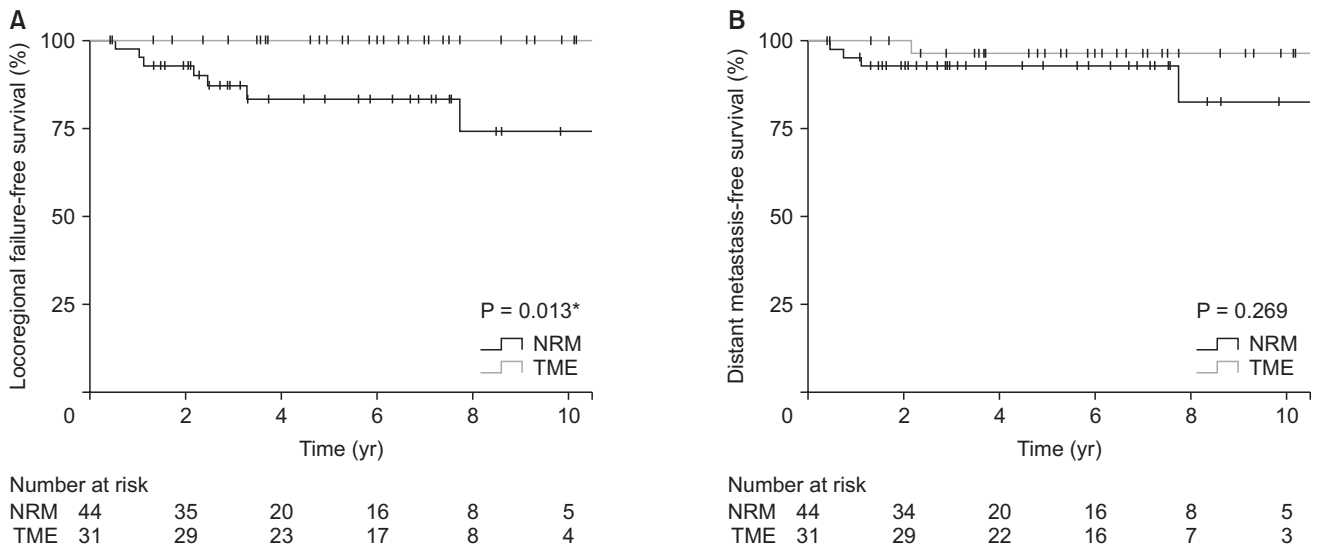 A
Locoregional failure-free survival (%)
100
75
50
25
0 2 4 6 8 10
Time (yr)
P = 0.013*
NRM
TME
Number at risk
NRM 44 35 20 16 8 5
TME 31 29 23 17 8 4
B
Distant metastasis-free survival (%)
100
75
50
25
0 2 4 6 8 10
Time (yr)
P = 0.269
NRM
TME
Number at risk
NRM 44 34 20 16 8 5
TME 31 29 22 16 7 3